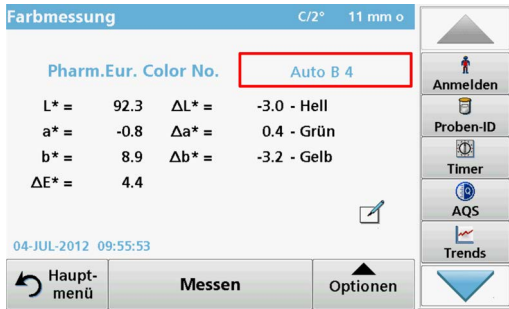 Farbmessung C/2° 11 mm o
Pharm.Eur. Color No. Auto B 4
L* = 92.3 ΔL* = -3.0 - Hell
a* = -0.8 Δa* = 0.4 - Grün
b* = 8.9 Δb* = -3.2 - Gelb
ΔE* = 4.4
04-JUL-2012 09:55:53
Haupt-
menü
Messen
Optionen
Anmelden
Proben-ID
Timer
AQS
Trends